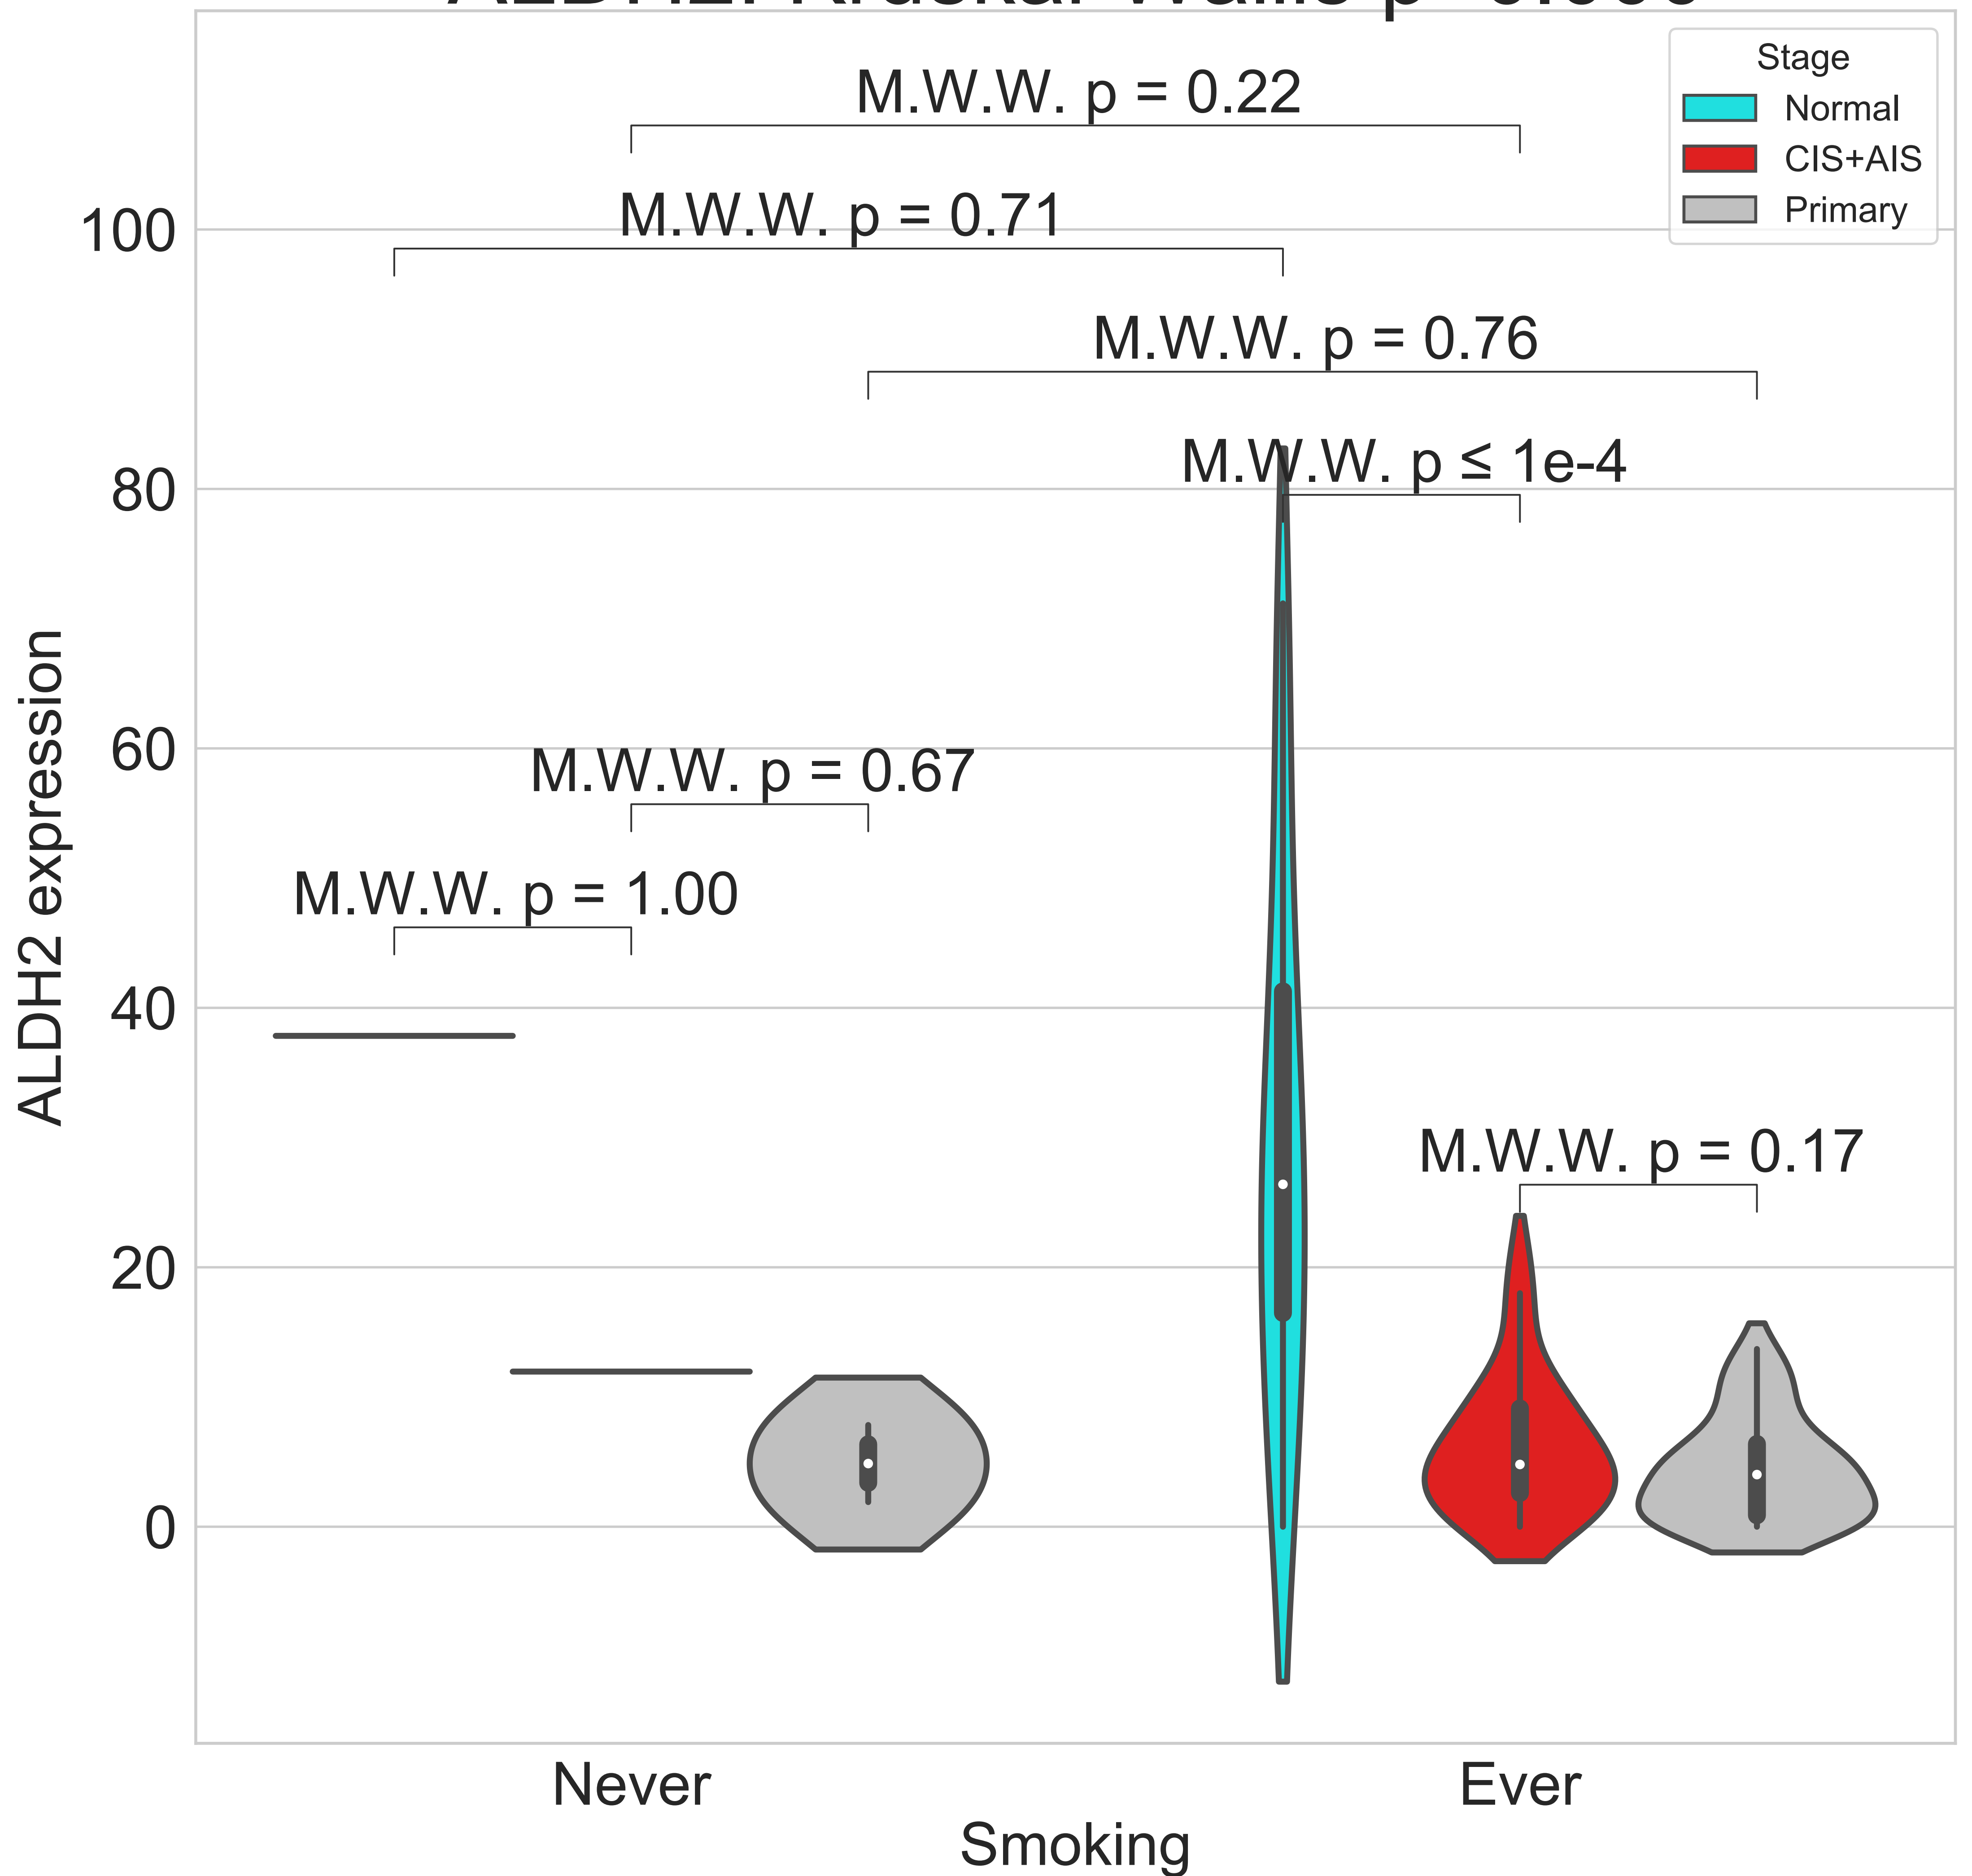 Stage
Normal
CIS+AIS
Primary
M.W.W. p = 0.22
M.W.W. p = 0.71
M.W.W. p = 0.76
M.W.W. p ≤ 1e-4
M.W.W. p = 0.67
M.W.W. p = 1.00
M.W.W. p = 0.17
100
80
60
40
20
0
ALDH2 expression
Never
Ever
Smoking